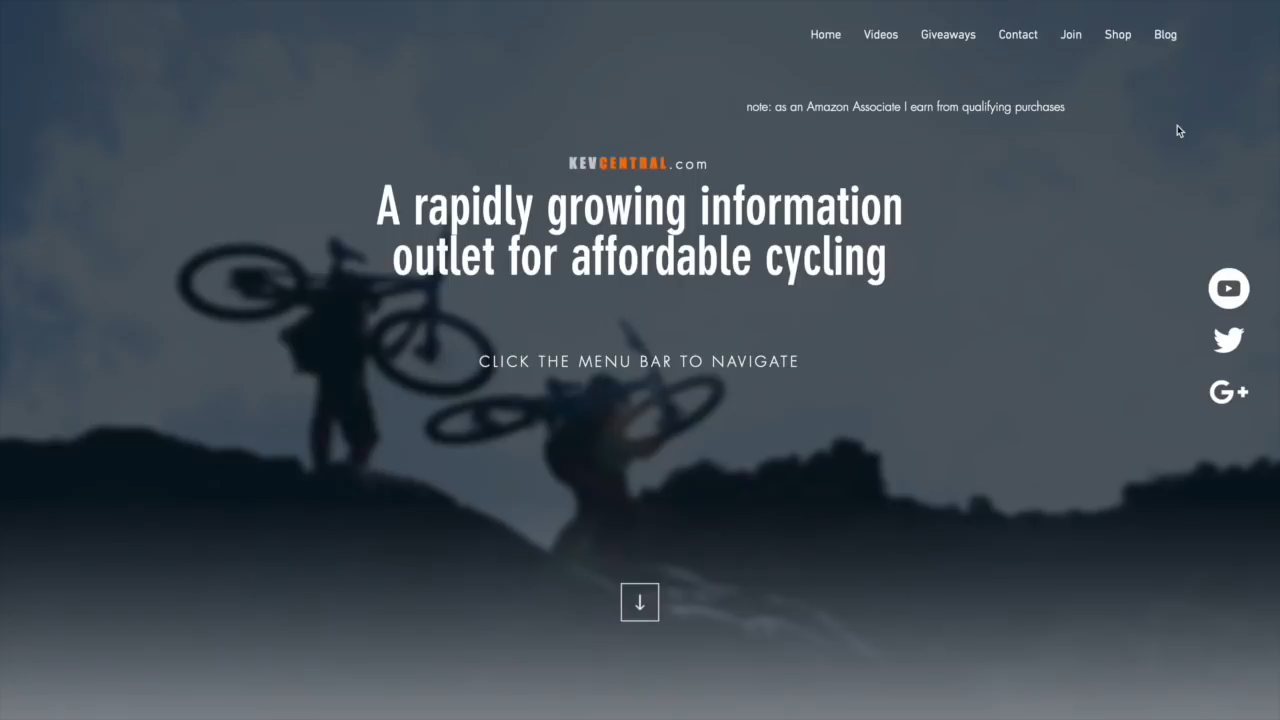 Home Videos Giveaways Contact Join Shop Blog
note: as an Amazon Associate I earn from qualifying purchases
KEVCENTRAL.com
A rapidly growing information
outlet for affordable cycling
CLICK THE MENU BAR TO NAVIGATE
G+